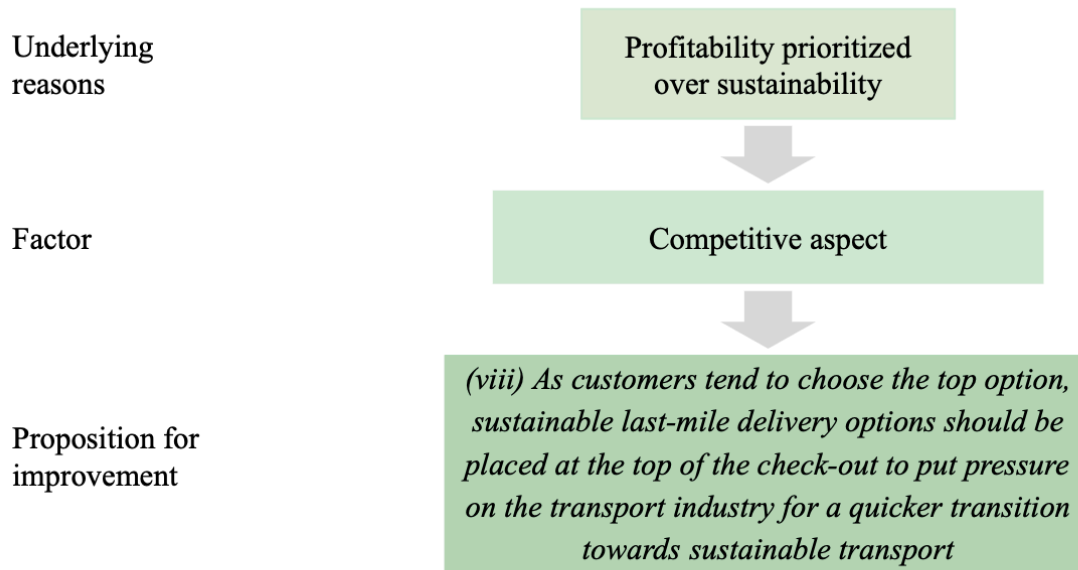 Underlying
reasons
Profitability prioritized
over sustainability
Factor
Competitive aspect
Proposition for
improvement
(viii) As customers tend to choose the top option,
sustainable last-mile delivery options should be
placed at the top of the check-out to put pressure
on the transport industry for a quicker transition
towards sustainable transport